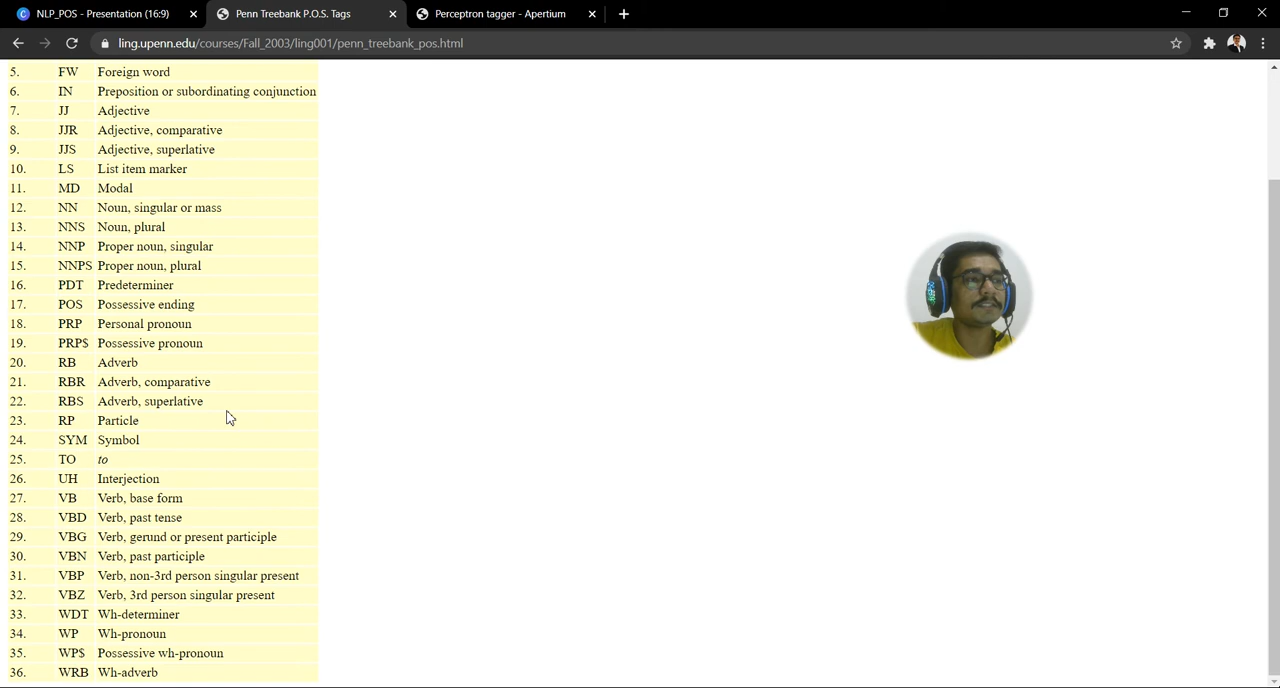 NLP_POS - Presentation (16:9)
Penn Treebank P.O.S. Tags
Perceptron tagger - Apertium
ling.upenn.edu/courses/Fall_2003/ling001/penn_treebank_pos.html
5. FW Foreign word
6. IN Preposition or subordinating conjunction
7. JJ Adjective
8. JJR Adjective, comparative
9. JJS Adjective, superlative
10. LS List item marker
11. MD Modal
12. NN Noun, singular or mass
13. NNS Noun, plural
14. NNP Proper noun, singular
15. NNPS Proper noun, plural
16. PDT Predeterminer
17. POS Possessive ending
18. PRP Personal pronoun
19. PRP$ Possessive pronoun
20. RB Adverb
21. RBR Adverb, comparative
22. RBS Adverb, superlative
23. RP Particle
24. SYM Symbol
25. TO to
26. UH Interjection
27. VB Verb, base form
28. VBD Verb, past tense
29. VBG Verb, gerund or present participle
30. VBN Verb, past participle
31. VBP Verb, non-3rd person singular present
32. VBZ Verb, 3rd person singular present
33. WDT Wh-determiner
34. WP Wh-pronoun
35. WP$ Possessive wh-pronoun
36. WRB Wh-adverb